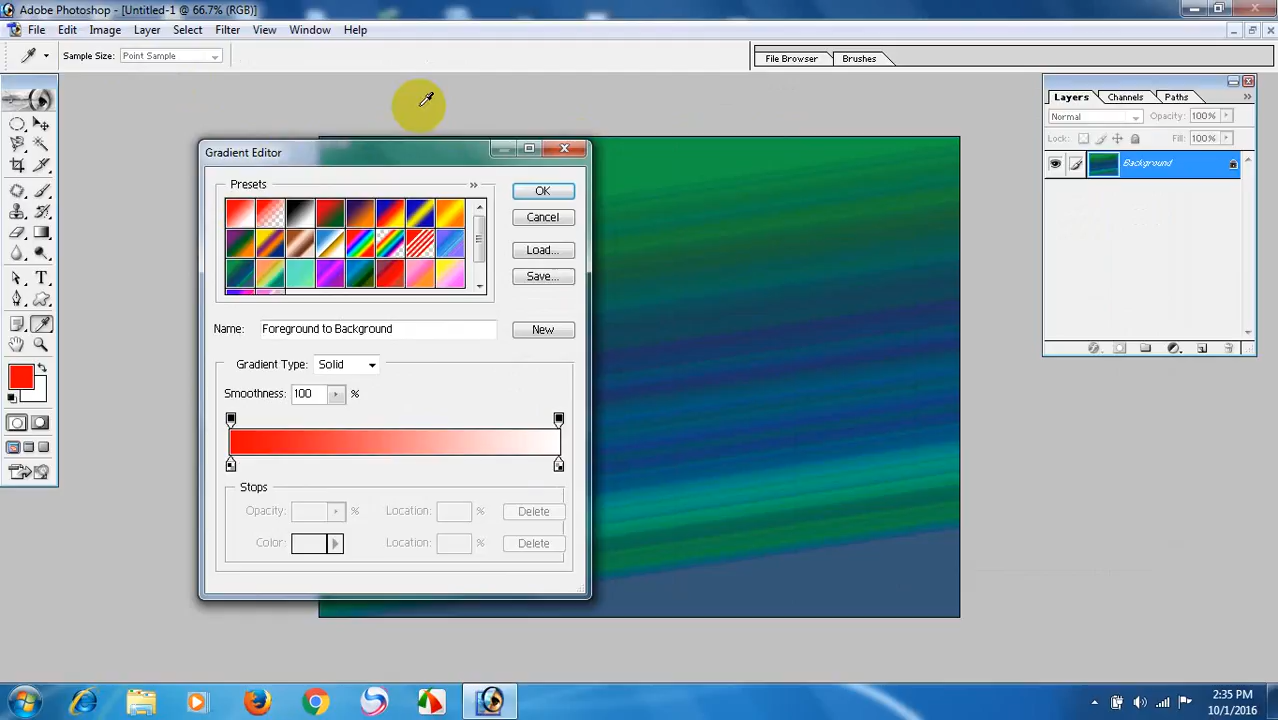 Adobe Photoshop - [Untitled-1 @ 66.7% (RGB)]
File Edit Image Layer Select Filter View Window Help
Sample Size: Point Sample
File Browser Brushes
Layers Channels Paths
Normal Opacity: 100%
Lock: Fill: 100%
Background
Gradient Editor
Presets
OK
Cancel
Load...
Save...
Name: Foreground to Background New
Gradient Type: Solid
Smoothness: 100 %
Stops
Opacity: % Location: % Delete
Color: Location: % Delete
T
2:35 PM
10/1/2016